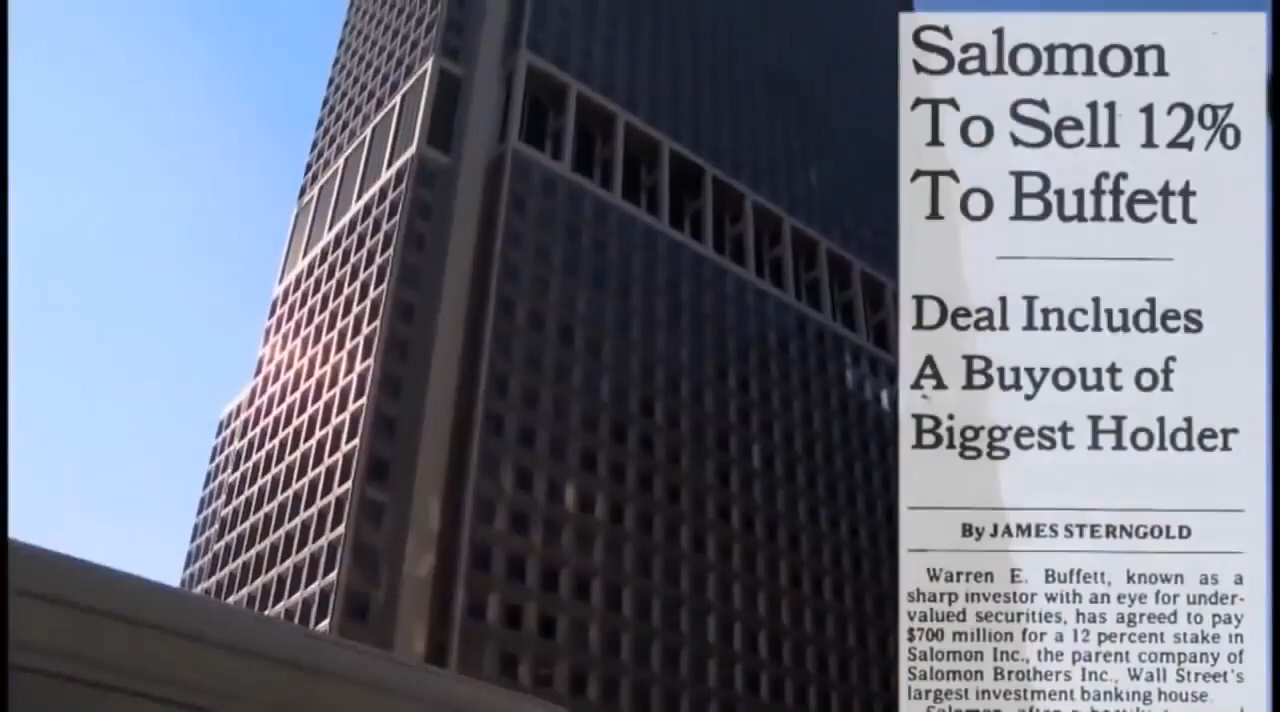 Salomon
To Sell 12%
To Buffett
Deal Includes
A Buyout of
Biggest Holder
By JAMES STERNGOLD
Warren E. Buffett, known as a
sharp investor with an eye for under-
valued securities, has agreed to pay
$700 million for a 12 percent stake in
Salomon Inc., the parent company of
Salomon Brothers Inc., Wall Street's
largest investment banking house.